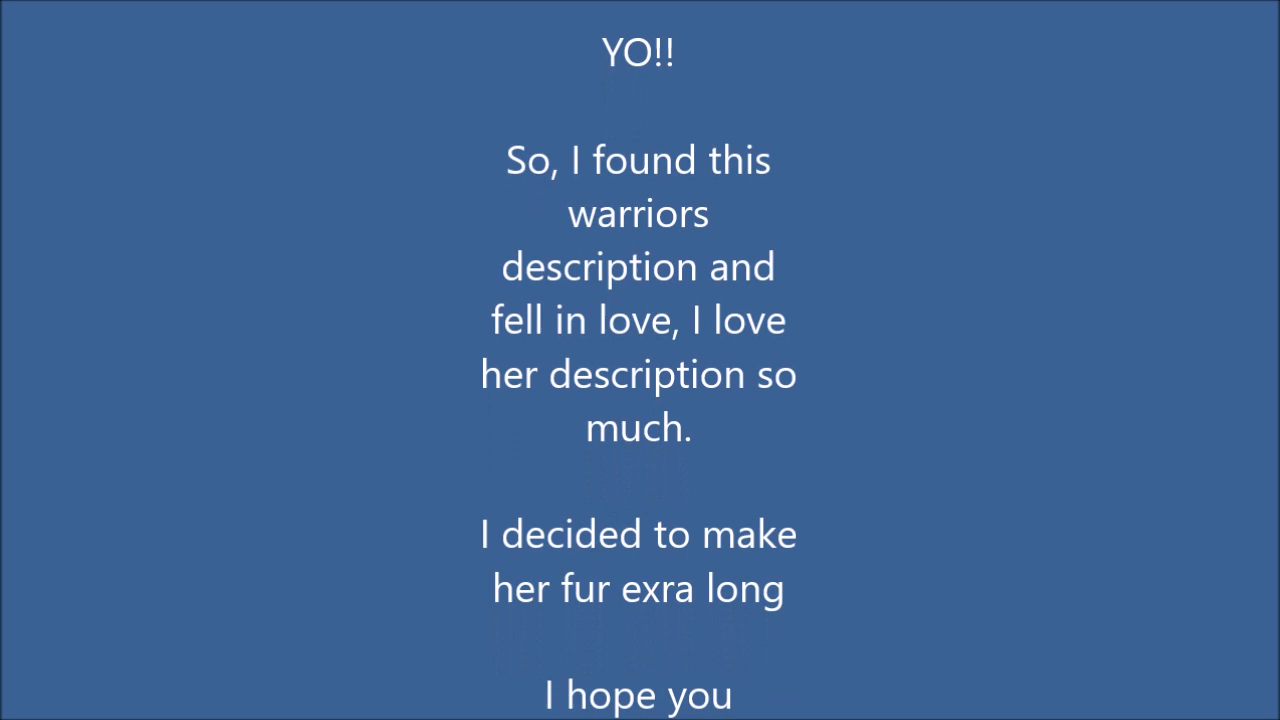 YO!!
So, I found this
warriors
description and
fell in love, I love
her description so
much.
I decided to make
her fur exra long
I hope you